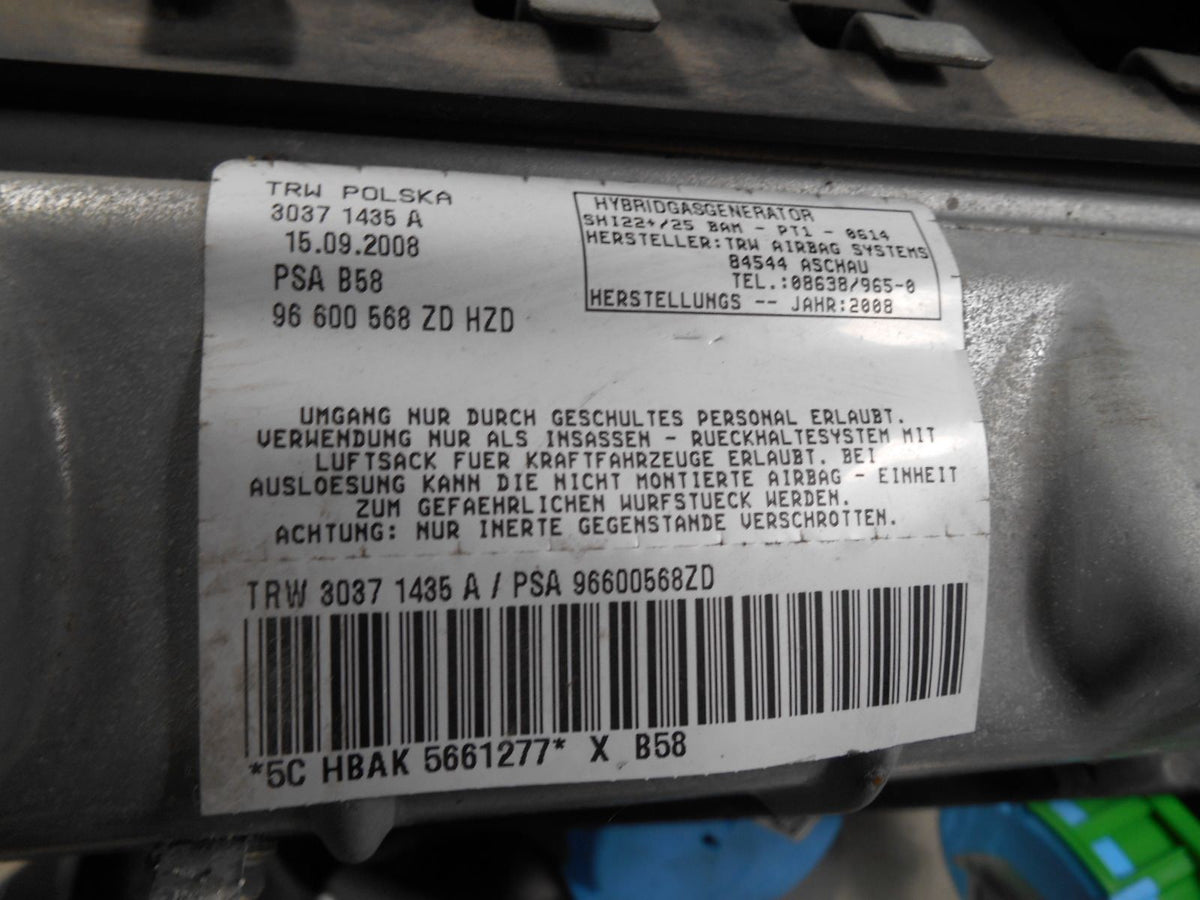 TRW POLSKA
3037 1435 A
15.09.2008
PSA B58
96 600 568 ZD HZD
HYBRIDGASGENERATOR
SHI22+/25 BAM - PT1 - 0614
HERSTELLER:TRW AIRBAG SYSTEMS
84544 ASCHAU
TEL.:08638/965-0
HERSTELLUNGS -- JAHR:2008
UMGANG NUR DURCH GESCHULTES PERSONAL ERLAUBT.
VERWENDUNG NUR ALS INSASSEN - RUECKHALTESYSTEM MIT
LUFTSACK FUER KRAFTFAHRZEUGE ERLAUBT. BEI
AUSLOESUNG KANN DIE NICHT MONTIERTE AIRBAG - EINHEIT
ZUM GEFAEHRLICHEN WURFSTUECK WERDEN.
ACHTUNG: NUR INERTE GEGENSTANDE VERSCHROTTEN.
TRW 3037 1435 A / PSA 96600568ZD
*5C HBAK 5661277* X B58